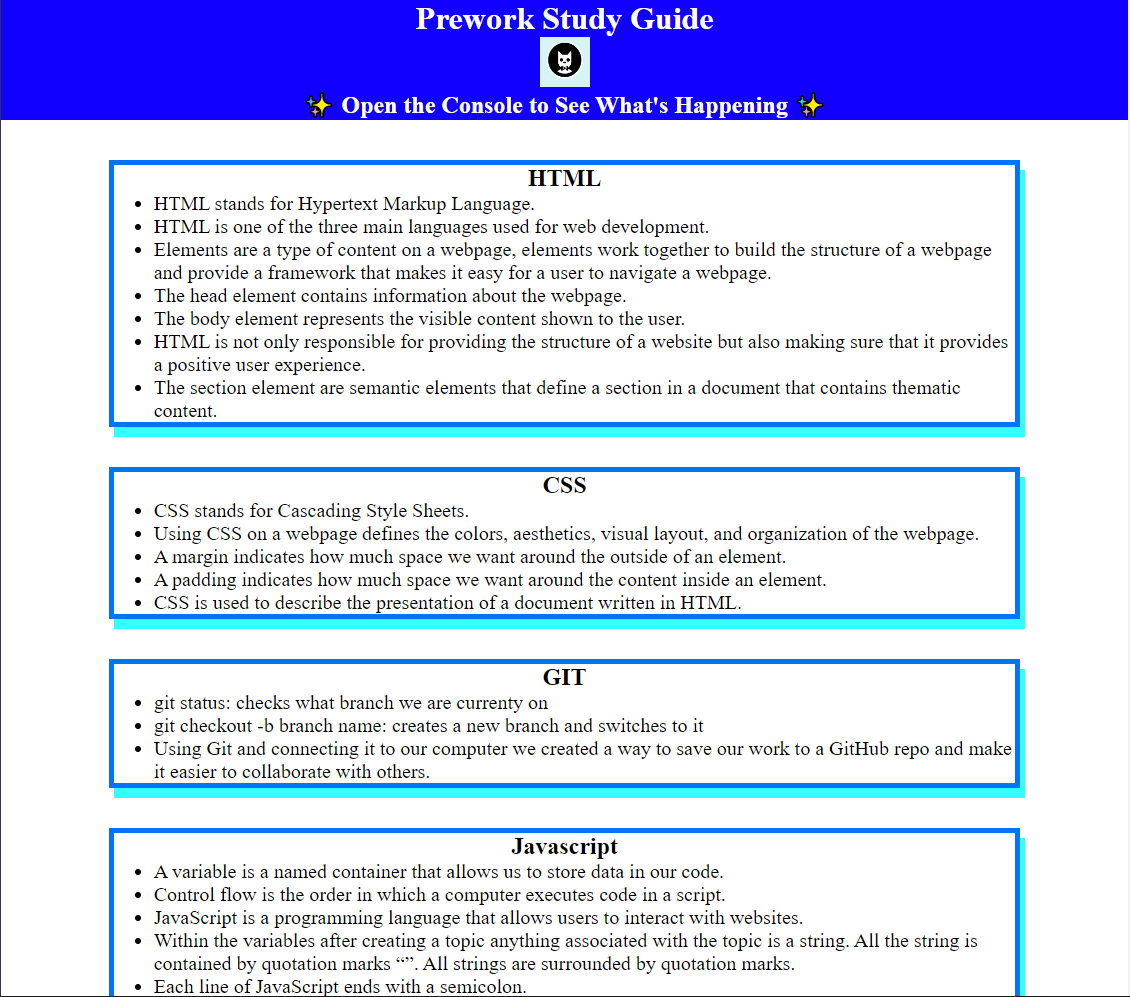 Prework Study Guide
✨ Open the Console to See What's Happening ✨
HTML
• HTML stands for Hypertext Markup Language.
• HTML is one of the three main languages used for web development.
• Elements are a type of content on a webpage, elements work together to build the structure of a webpage
and provide a framework that makes it easy for a user to navigate a webpage.
• The head element contains information about the webpage.
• The body element represents the visible content shown to the user.
• HTML is not only responsible for providing the structure of a website but also making sure that it provides
a positive user experience.
• The section element are semantic elements that define a section in a document that contains thematic
content.
CSS
• CSS stands for Cascading Style Sheets.
• Using CSS on a webpage defines the colors, aesthetics, visual layout, and organization of the webpage.
• A margin indicates how much space we want around the outside of an element.
• A padding indicates how much space we want around the content inside an element.
• CSS is used to describe the presentation of a document written in HTML.
GIT
• git status: checks what branch we are currenty on
• git checkout -b branch name: creates a new branch and switches to it
• Using Git and connecting it to our computer we created a way to save our work to a GitHub repo and make
it easier to collaborate with others.
Javascript
• A variable is a named container that allows us to store data in our code.
• Control flow is the order in which a computer executes code in a script.
• JavaScript is a programming language that allows users to interact with websites.
• Within the variables after creating a topic anything associated with the topic is a string. All the string is
contained by quotation marks “”. All strings are surrounded by quotation marks.
• Each line of JavaScript ends with a semicolon.